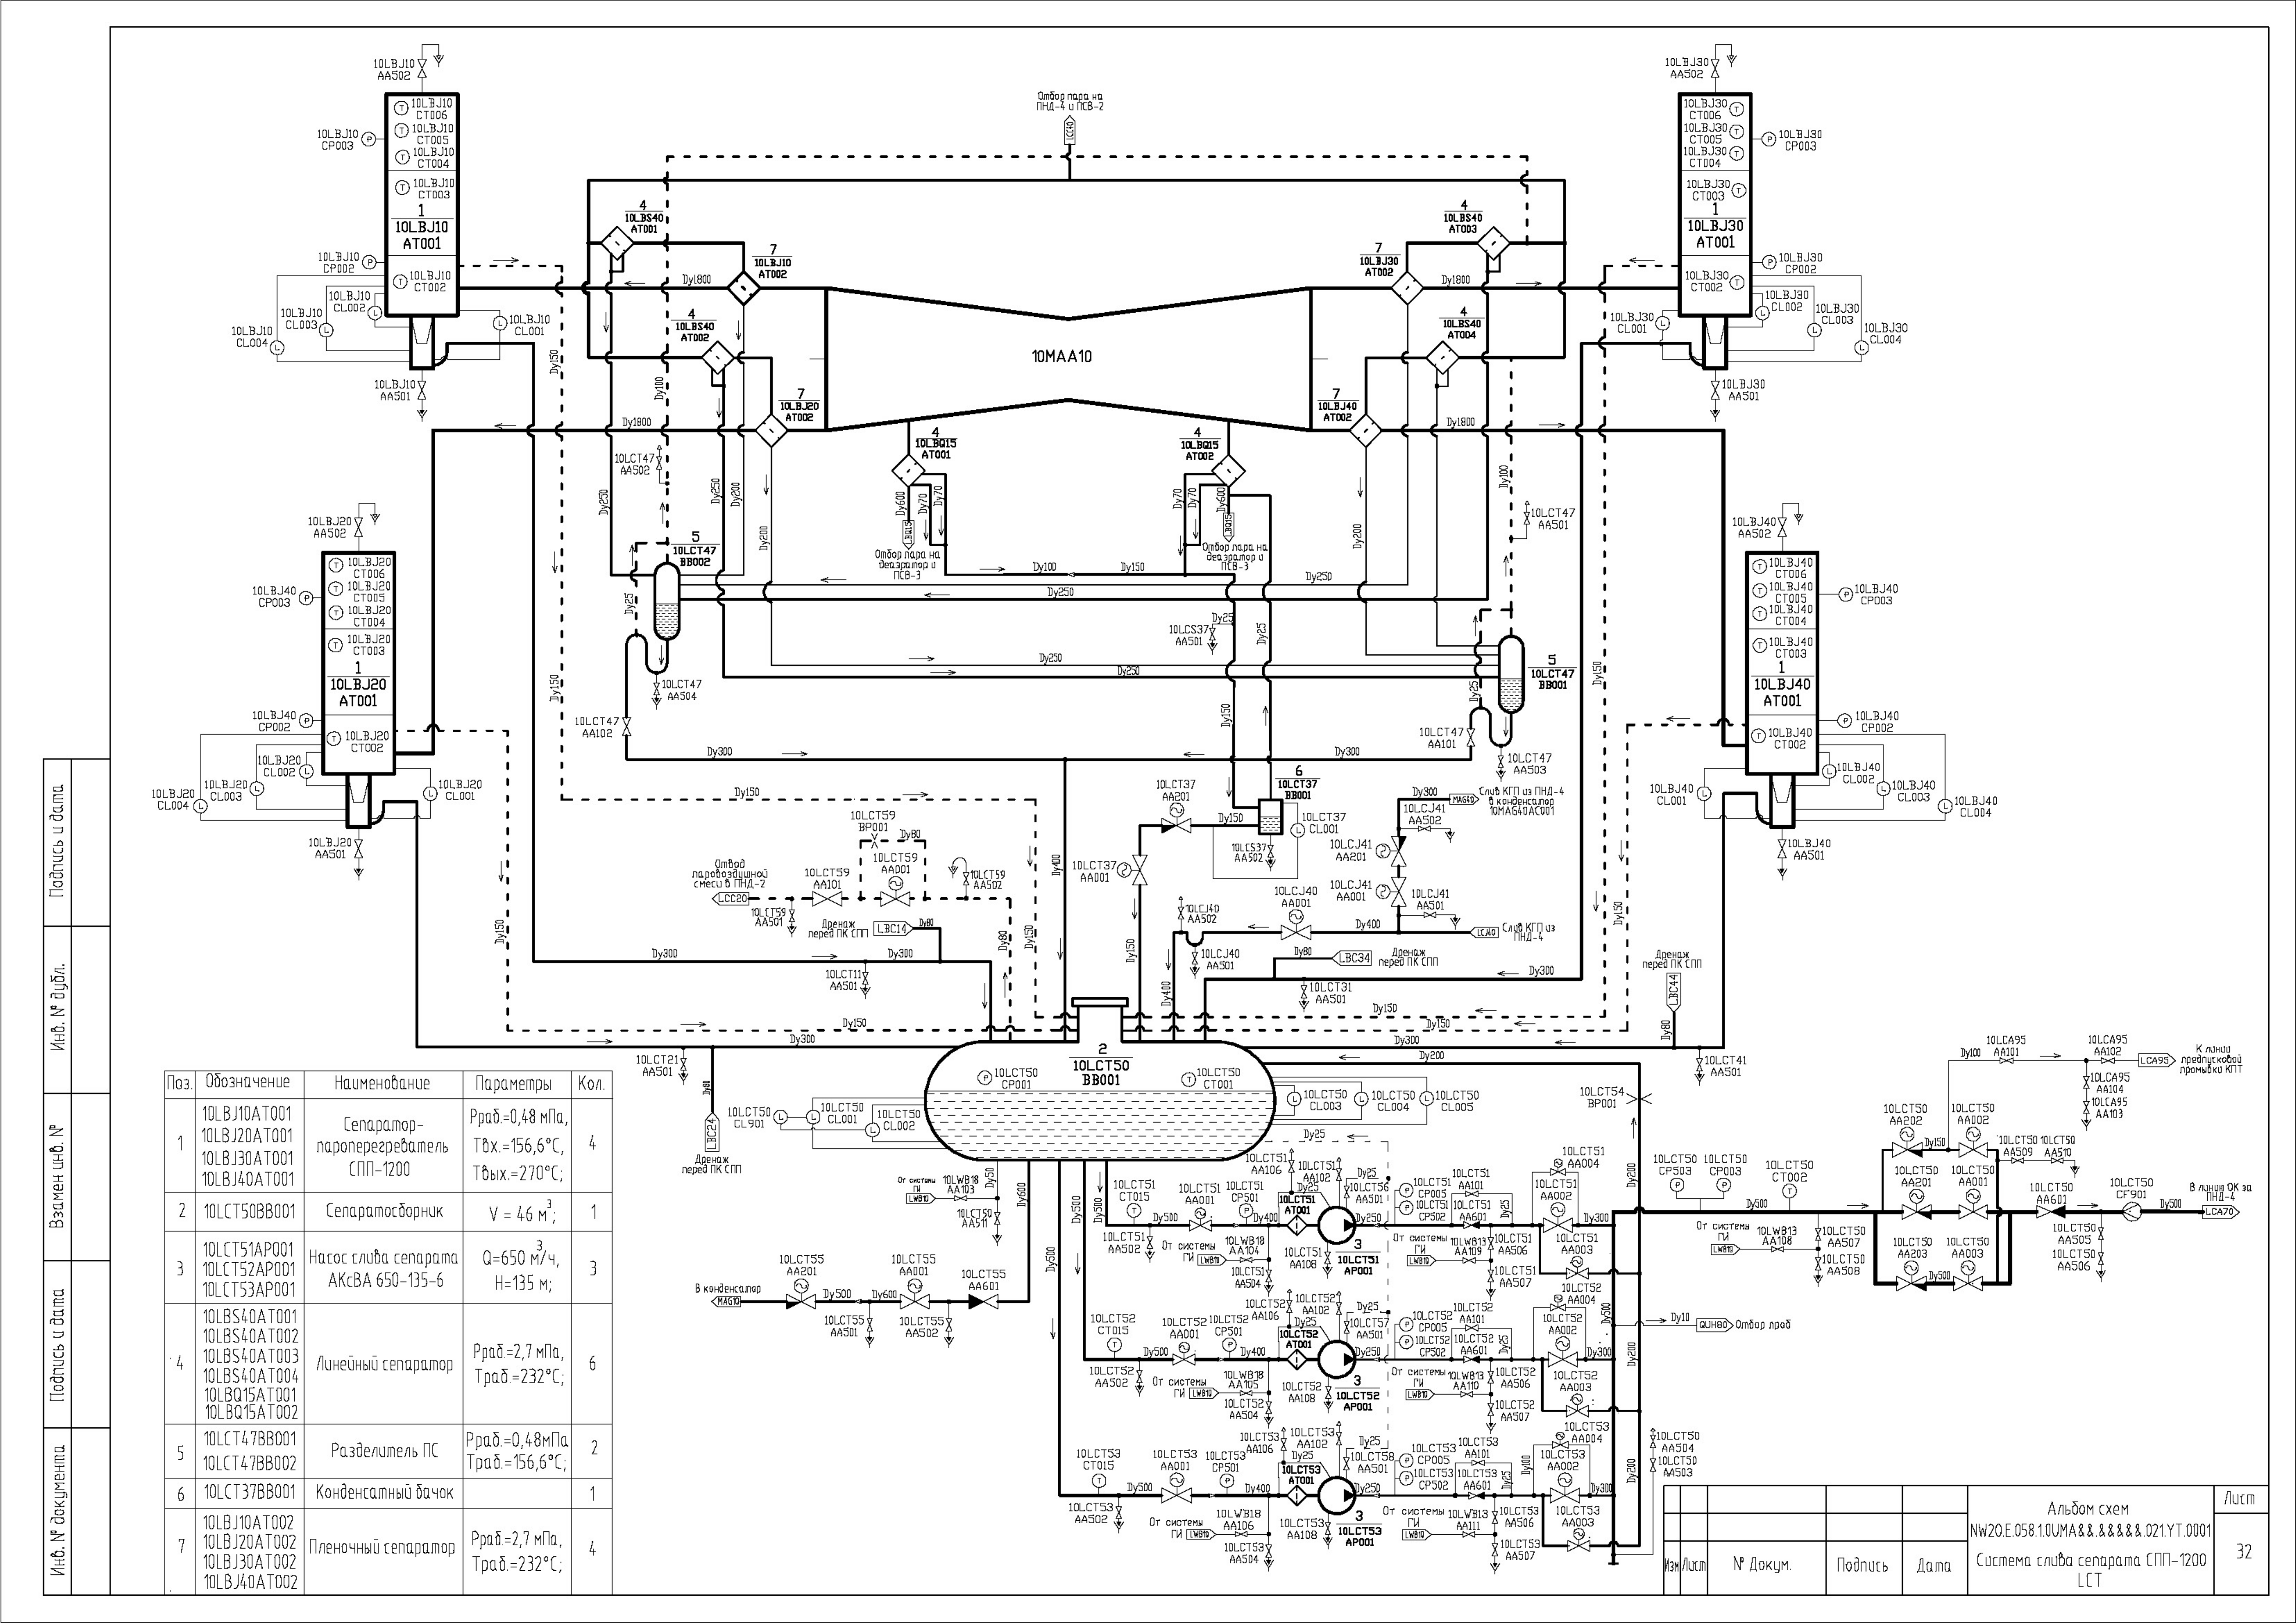 10LBJ10
AA502
10LBJ10
CT006
10LBJ10
CT005
10LBJ10
CT004
10LBJ10
CP003
10LBJ10
CT003
1
10LBJ10
AT001
10LBJ10
CP002
10LBJ10
CT002
10LBJ10
CL002
10LBJ10
CL003
10LBJ10
CL004
10LBJ10
CL001
10LBJ10
AA501
Отбор пара на
ПНД-4 и ПСВ-2
LCC40
10LBJ30
AA502
10LBJ30
CT006
10LBJ30
CT005
10LBJ30
CT004
10LBJ30
CP003
10LBJ30
CT003
1
10LBJ30
AT001
10LBJ30
CP002
10LBJ30
CT002
10LBJ30
CL002
10LBJ30
CL003
10LBJ30
CL004
10LBJ30
CL001
10LBJ30
AA501
4
10LBS40
AT001
7
10LBJ10
AT002
Dy1800
4
10LBS40
AT002
7
10LBJ20
AT002
Dy1800
10MAA10
4
10LBS40
AT003
7
10LBJ30
AT002
Dy1800
4
10LBS40
AT004
7
10LBJ40
AT002
Dy1800
Dy150
Dy100
10LCT47
AA502
Dy250
Dy250
Dy200
Dy200
4
10LBQ15
AT001
Dy600
Dy70
Dy70
LBQ15
Отбор пара на
деаэратор и
ПСВ-3
4
10LBQ15
AT002
Dy70
Dy70
Dy600
LBQ15
Отбор пара на
деаэратор и
ПСВ-3
Dy200
Dy100
10LCT47
AA501
5
10LCT47
BB002
Dy25
Dy100
Dy150
Dy250
Dy250
10LCS37
AA501
Dy25
Dy25
Dy250
Dy250
10LCT47
AA504
10LCT47
AA102
5
10LCT47
BB001
Dy25
10LCT47
AA101
10LCT47
AA503
Dy300
Dy300
Dy150
Dy150
Dy150
10LBJ20
AA502
10LBJ20
CT006
10LBJ20
CT005
10LBJ20
CT004
10LBJ40
CP003
10LBJ20
CT003
1
10LBJ20
AT001
10LBJ40
CP002
10LBJ20
CT002
10LBJ20
CL002
10LBJ20
CL003
10LBJ20
CL004
10LBJ20
CL001
10LBJ20
AA501
10LBJ40
AA502
10LBJ40
CT006
10LBJ40
CT005
10LBJ40
CT004
10LBJ40
CP003
10LBJ40
CT003
1
10LBJ40
AT001
10LBJ40
CP002
10LBJ40
CT002
10LBJ40
CL002
10LBJ40
CL003
10LBJ40
CL004
10LBJ40
CL001
10LBJ40
AA501
Dy150
10LCT59
BP001
Dy80
10LCT59
AA001
Отвод
паровоздушной
смеси в ПНД-2
LCC20
10LCT59
AA101
10LCT59
AA501
10LCT59
AA502
Дренаж
перед ПК СПП
LBC14
Dy80
Dy80
Dy150
Dy400
Dy150
Dy300
10LCT11
AA501
10LCT37
AA201
Dy150
6
10LCT37
BB001
10LCT37
CL001
10LCS37
AA502
10LCT37
AA001
Dy150
Dy300
MAG40
Слив КГП из ПНД-4
в конденсатор
10MAG40AC001
10LCJ41
AA502
10LCJ41
AA201
10LCJ41
AA001
10LCJ41
AA501
10LCJ40
AA001
10LCJ40
AA502
10LCJ40
AA501
Dy400
LCJ40
Слив КГП из
ПНД-4
Dy400
Dy80
LBC34
Дренаж
перед ПК СПП
10LCT31
AA501
Dy300
Dy150
Dy150
Dy150
Dy150
Dy300
10LCT21
AA501
Dy80
LBC24
Дренаж
перед ПК СПП
Дренаж
перед ПК СПП
LBC44
Dy80
Dy300
Dy200
10LCT41
AA501
2
10LCT50
BB001
10LCT50
CP001
10LCT50
CT001
10LCT50
CL901
10LCT50
CL001
10LCT50
CL002
10LCT50
CL003
10LCT50
CL004
10LCT50
CL005
10LCT54
BP001
Dy200
Dy25
От системы
ГИ
LWB10
10LWB18
AA103
Dy50
10LCT50
AA511
Dy600
Dy500
Dy500
Dy500
10LCT55
AA201
10LCT55
AA001
10LCT55
AA601
В конденсатор
MAG10
Dy500
Dy600
10LCT55
AA501
10LCT55
AA502
10LCT51
CT015
10LCT51
AA001
10LCT51
CP501
10LCT51
AA106
10LCT51
AA102
Dy25
Dy25
10LCT56
AA501
10LCT51
AT001
Dy500
Dy400
10LCT51
AA502
От системы
ГИ
LWB10
10LWB18
AA104
10LCT51
AA504
10LCT51
AA108
3
10LCT51
AP001
Dy250
10LCT51
CP005
10LCT51
CP502
10LCT51
AA101
10LCT51
AA601
Dy25
10LCT51
AA004
10LCT51
AA002
Dy300
10LCT51
AA003
От системы
ГИ
LWB10
10LWB13
AA109
10LCT51
AA506
10LCT51
AA507
10LCT52
CT015
10LCT52
AA001
10LCT52
CP501
10LCT52
AA106
10LCT52
AA102
Dy25
Dy25
10LCT57
AA501
10LCT52
AT001
Dy500
Dy400
10LCT52
AA502
От системы
ГИ
LWB10
10LWB18
AA105
10LCT52
AA504
10LCT52
AA108
3
10LCT52
AP001
Dy250
10LCT52
CP005
10LCT52
CP502
10LCT52
AA101
10LCT52
AA601
Dy25
10LCT52
AA004
10LCT52
AA002
Dy300
10LCT52
AA003
От системы
ГИ
LWB10
10LWB13
AA110
10LCT52
AA506
10LCT52
AA507
Dy500
Dy200
Dy10
QUH80
Отбор проб
10LCT53
CT015
10LCT53
AA001
10LCT53
CP501
10LCT53
AA106
10LCT53
AA102
Dy25
Dy25
10LCT58
AA501
10LCT53
AT001
Dy500
Dy400
10LCT53
AA502
От системы
ГИ
LWB10
10LWB18
AA106
10LCT53
AA504
10LCT53
AA108
3
10LCT53
AP001
Dy250
10LCT53
CP005
10LCT53
CP502
10LCT53
AA101
10LCT53
AA601
Dy25
Dy100
10LCT53
AA004
10LCT53
AA002
Dy300
10LCT53
AA003
От системы
ГИ
LWB10
10LWB13
AA111
10LCT53
AA506
10LCT53
AA507
Dy200
10LCT50
AA504
10LCT50
AA503
10LCT50
CP503
10LCT50
CP003
10LCT50
CT002
Dy500
От системы
ГИ
LWB10
10LWB13
AA108
10LCT50
AA507
10LCT50
AA508
10LCT50
AA202
10LCT50
AA002
Dy150
10LCT50
AA201
10LCT50
AA001
10LCT50
AA203
10LCT50
AA003
Dy500
Dy100
10LCA95
AA101
10LCA95
AA102
LCA95
К линии
предпусковой
промывки КПТ
10LCA95
AA104
10LCA95
AA103
10LCT50
AA509
10LCT50
AA510
10LCT50
AA601
10LCT50
CF901
Dy500
В линию ОК за
ПНД-4
LCA70
10LCT50
AA505
10LCT50
AA506
Поз. Обозначение Наименование Параметры Кол.
1
10LBJ10AT001
10LBJ20AT001
10LBJ30AT001
10LBJ40AT001
Сепаратор-
пароперегреватель
СПП-1200
Рраб.=0,48 мПа,
Твх.=156,6°С,
Твых.=270°С;
4
2 10LCT50BB001 Сепаратосборник V = 46 м³; 1
3
10LCT51AP001
10LCT52AP001
10LCT53AP001
Насос слива сепарата
АКсВА 650-135-6
Q=650 м³/ч,
Н=135 м;
3
4
10LBS40AT001
10LBS40AT002
10LBS40AT003
10LBS40AT004
10LBQ15AT001
10LBQ15AT002
Линейный сепаратор
Рраб.=2,7 мПа,
Траб.=232°С;
6
5
10LCT47BB001
10LCT47BB002
Разделитель ПС
Рраб.=0,48мПа
Траб.=156,6°С;
2
6 10LCT37BB001 Конденсатный бачок 1
7
10LBJ10AT002
10LBJ20AT002
10LBJ30AT002
10LBJ40AT002
Пленочный сепаратор
Рраб.=2,7 мПа,
Траб.=232°С;
4
Подпись и дата
Инв. № дубл.
Взамен инв. №
Подпись и дата
Инв. № документа
Изм Лист № Докум. Подпись Дата
Альбом схем
NW2O.E.058.1.0UMA&&.&&&&&.021.YT.0001
Система слива сепарата СПП-1200
LCT
Лист
32